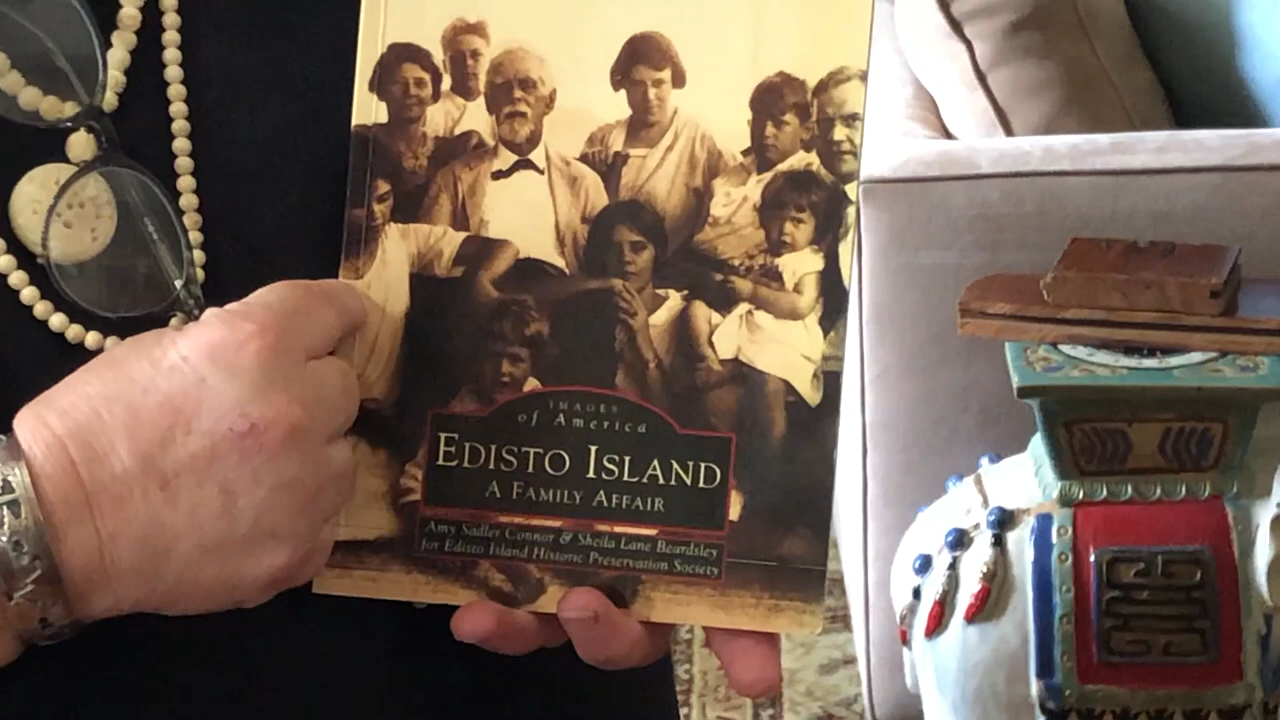 IMAGES
of America
EDISTO ISLAND
A FAMILY AFFAIR
Amy Sadler Connor & Sheila Lane Beardsley
for Edisto Island Historic Preservation Society